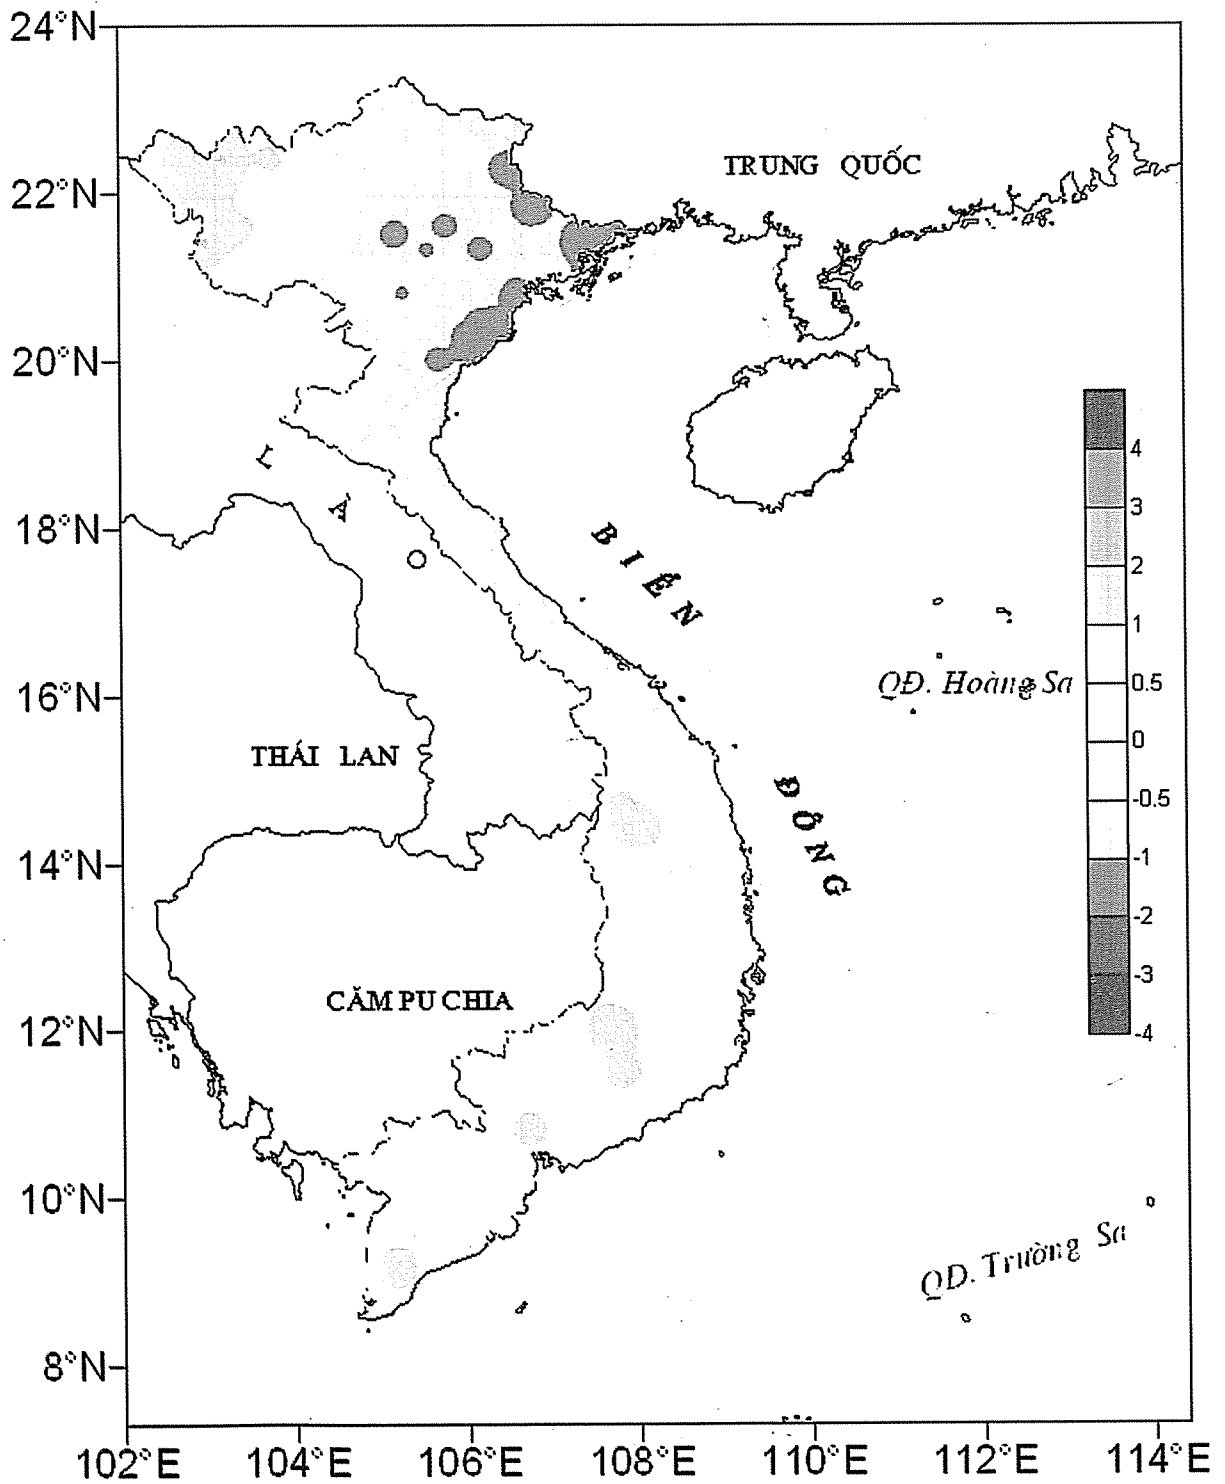 24°N
22°N
20°N
18°N
16°N
14°N
12°N
10°N
8°N
102°E 104°E 106°E 108°E 110°E 112°E 114°E
TRUNG QUỐC
L A O
BIỂN ĐÔNG
QĐ. Hoàng Sa
THÁI LAN
CĂM PU CHIA
QĐ. Trường Sa
4
3
2
1
0.5
0
-0.5
-1
-2
-3
-4